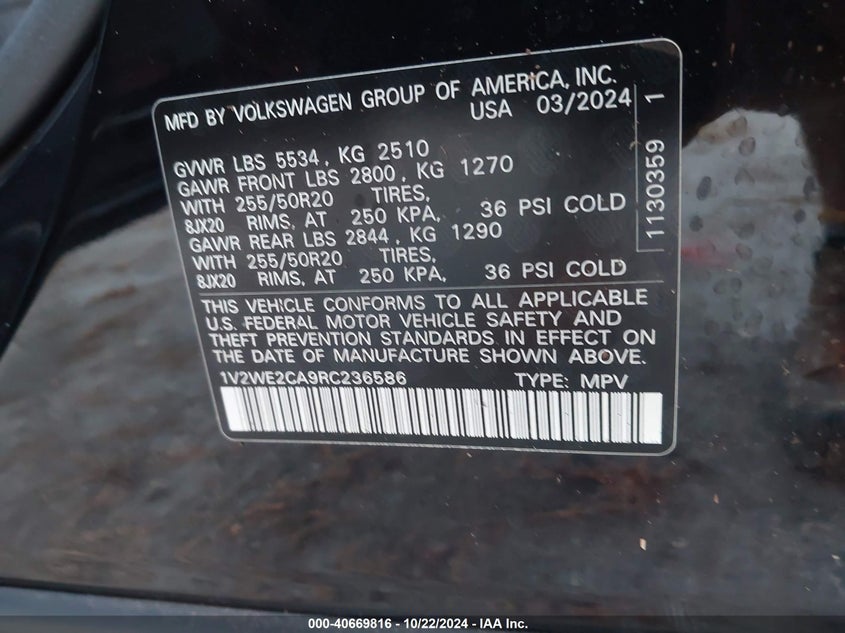 MFD BY VOLKSWAGEN GROUP OF AMERICA, INC.
USA 03/2024
GVWR LBS 5534, KG 2510
GAWR FRONT LBS 2800, KG 1270
WITH 255/50R20 TIRES,
8JX20 RIMS, AT 250 KPA, 36 PSI COLD
GAWR REAR LBS 2844, KG 1290
WITH 255/50R20 TIRES,
8JX20 RIMS, AT 250 KPA, 36 PSI COLD
1130359 1
THIS VEHICLE CONFORMS TO ALL APPLICABLE
U.S. FEDERAL MOTOR VEHICLE SAFETY AND
THEFT PREVENTION STANDARDS IN EFFECT ON
THE DATE OF MANUFACTURE SHOWN ABOVE.
1V2WE2CA9RC236586 TYPE: MPV
000-40669816 - 10/22/2024 - IAA Inc.